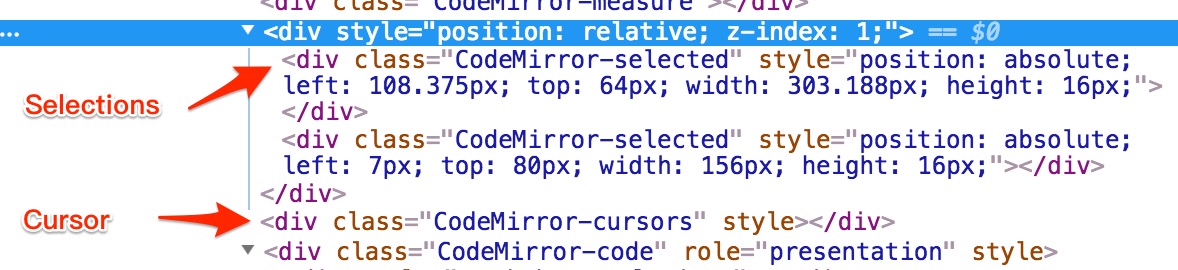 <div class="CodeMirror-measure"></div>
... ▼<div style="position: relative; z-index: 1;"> == $0
<div class="CodeMirror-selected" style="position: absolute;
left: 108.375px; top: 64px; width: 303.188px; height: 16px;">
Selections
</div>
<div class="CodeMirror-selected" style="position: absolute;
left: 7px; top: 80px; width: 156px; height: 16px;"></div>
</div>
Cursor
<div class="CodeMirror-cursors" style></div>
▼<div class="CodeMirror-code" role="presentation" style>